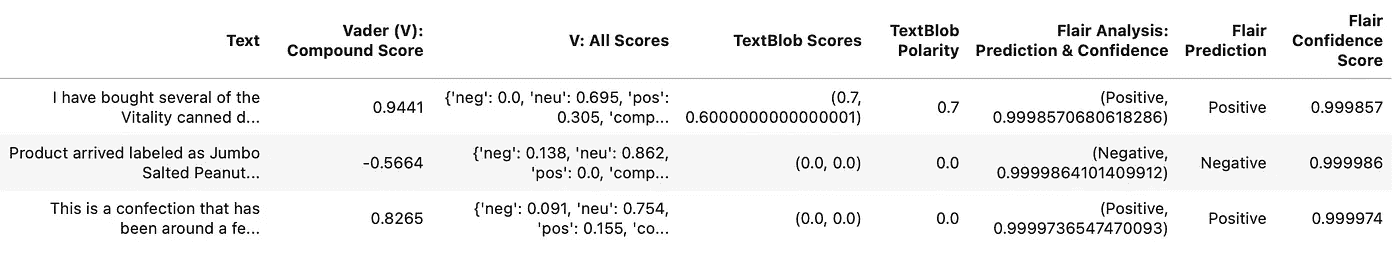 Text
Vader (V):
Compound Score
V: All Scores
TextBlob Scores
TextBlob
Polarity
Flair Analysis:
Prediction & Confidence
Flair
Prediction
Flair
Confidence
Score
I have bought several of the
Vitality canned d...
0.9441
{'neg': 0.0, 'neu': 0.695, 'pos':
0.305, 'comp...
(0.7,
0.6000000000000001)
0.7
(Positive,
0.9998570680618286)
Positive
0.999857
Product arrived labeled as Jumbo
Salted Peanut...
-0.5664
{'neg': 0.138, 'neu': 0.862,
'pos': 0.0, 'comp...
(0.0, 0.0)
0.0
(Negative,
0.9999864101409912)
Negative
0.999986
This is a confection that has
been around a fe...
0.8265
{'neg': 0.091, 'neu': 0.754,
'pos': 0.155, 'co...
(0.0, 0.0)
0.0
(Positive,
0.9999736547470093)
Positive
0.999974